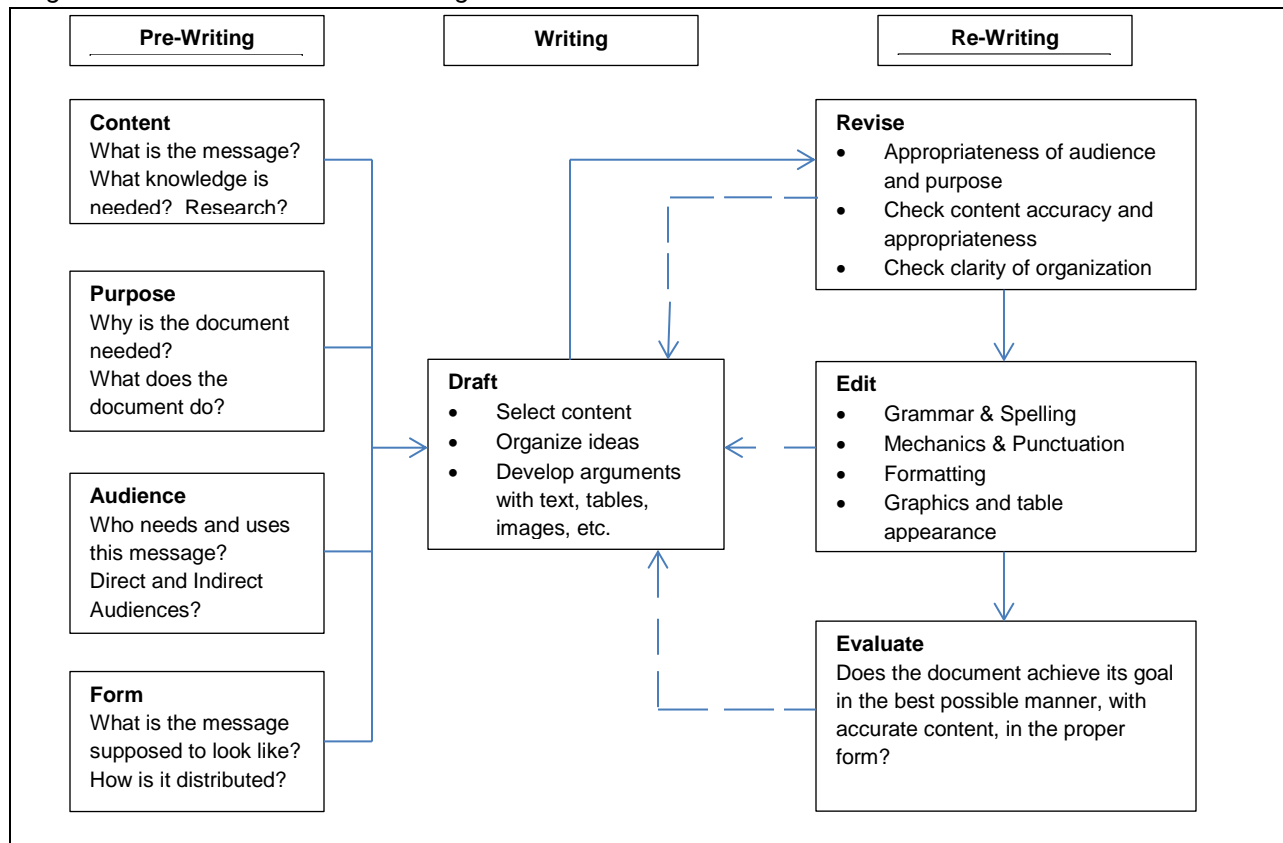 Pre-Writing
Writing
Re-Writing
Content
What is the message?
What knowledge is
needed? Research?
Purpose
Why is the document
needed?
What does the
document do?
Audience
Who needs and uses
this message?
Direct and Indirect
Audiences?
Form
What is the message
supposed to look like?
How is it distributed?
Draft
• Select content
• Organize ideas
• Develop arguments
with text, tables,
images, etc.
Revise
• Appropriateness of audience
and purpose
• Check content accuracy and
appropriateness
• Check clarity of organization
Edit
• Grammar & Spelling
• Mechanics & Punctuation
• Formatting
• Graphics and table
appearance
Evaluate
Does the document achieve its goal
in the best possible manner, with
accurate content, in the proper
form?